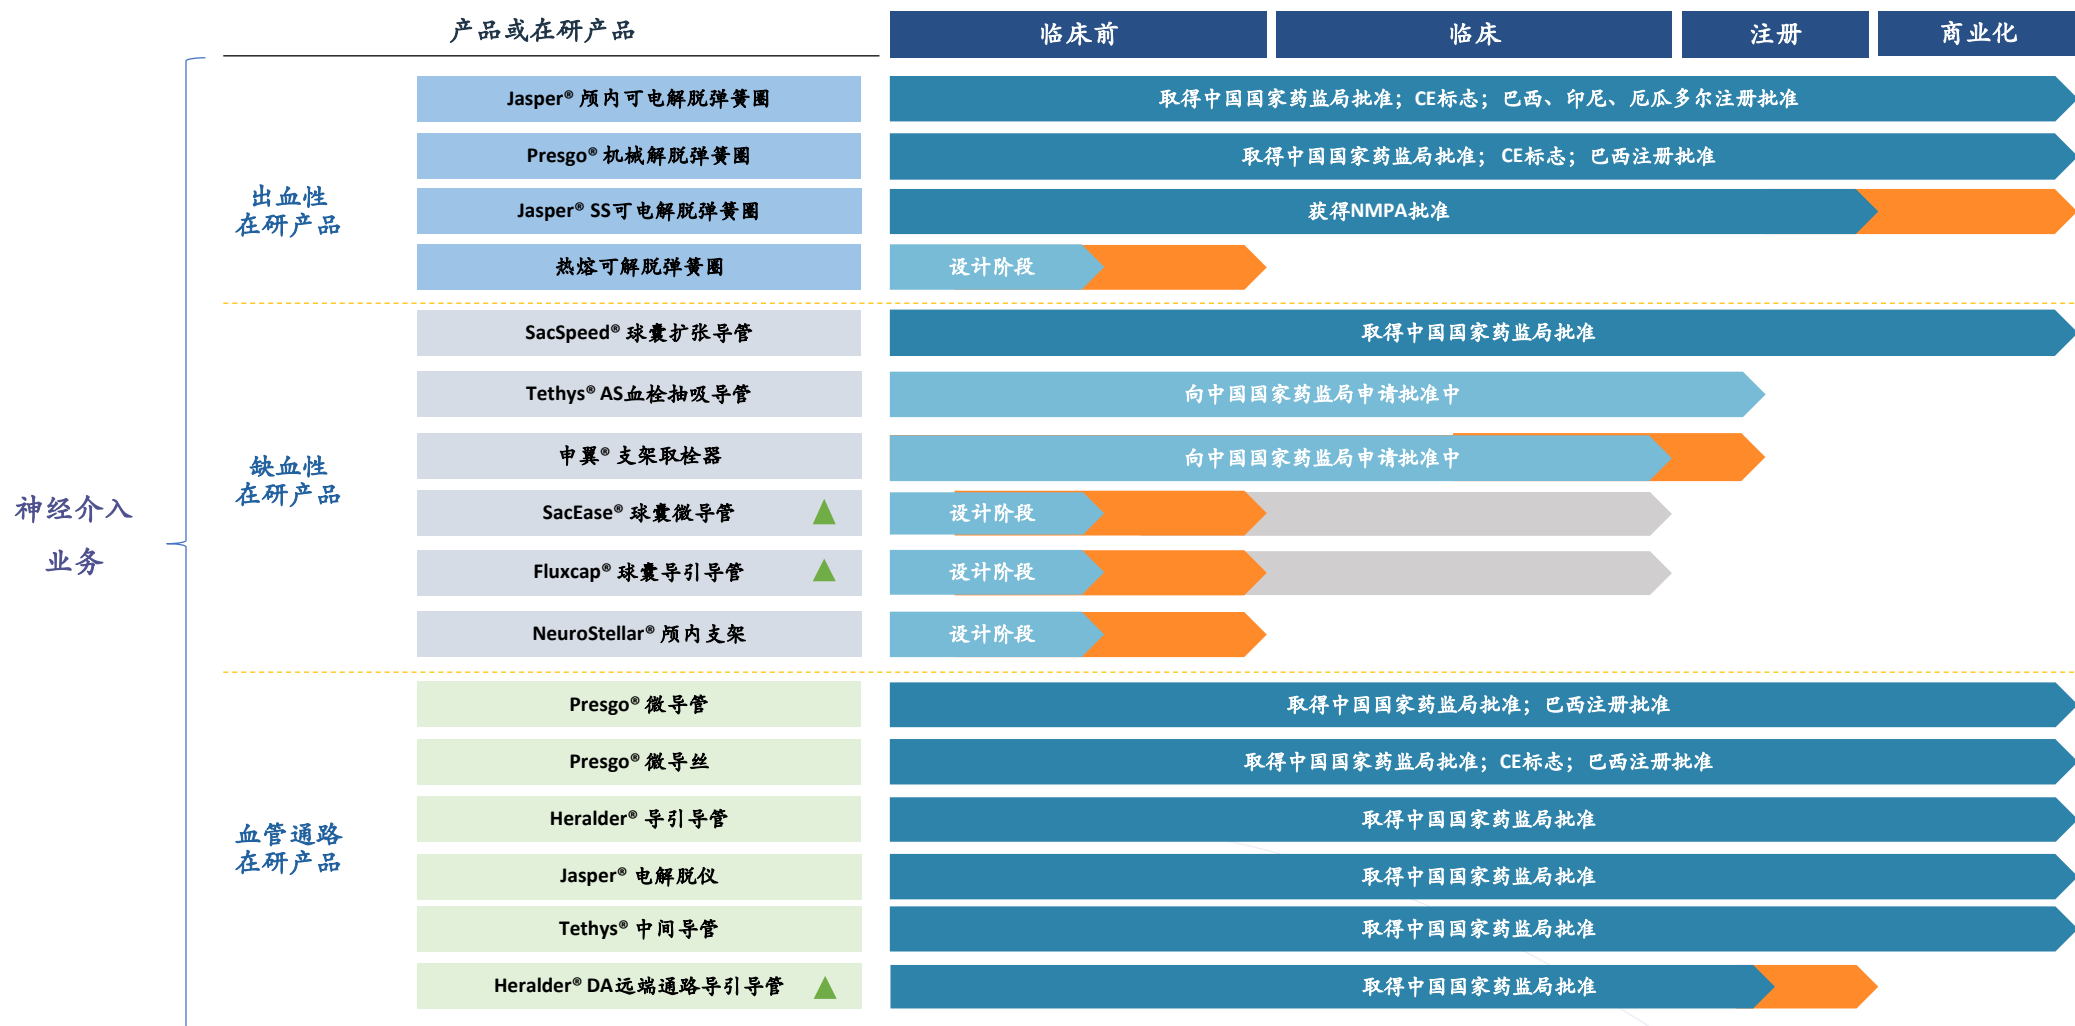 产品或在研产品
临床前
临床
注册
商业化
神经介入
业务
出血性
在研产品
Jasper® 颅内可电解脱弹簧圈
取得中国国家药监局批准；CE标志；巴西、印尼、厄瓜多尔注册批准
Presgo® 机械解脱弹簧圈
取得中国国家药监局批准； CE标志；巴西注册批准
Jasper® SS可电解脱弹簧圈
获得NMPA批准
热熔可解脱弹簧圈
设计阶段
缺血性
在研产品
SacSpeed® 球囊扩张导管
取得中国国家药监局批准
Tethys® AS血栓抽吸导管
向中国国家药监局申请批准中
申翼® 支架取栓器
向中国国家药监局申请批准中
SacEase® 球囊微导管
设计阶段
Fluxcap® 球囊导引导管
设计阶段
NeuroStellar® 颅内支架
设计阶段
血管通路
在研产品
Presgo® 微导管
取得中国国家药监局批准；巴西注册批准
Presgo® 微导丝
取得中国国家药监局批准；CE标志；巴西注册批准
Heralder® 导引导管
取得中国国家药监局批准
Jasper® 电解脱仪
取得中国国家药监局批准
Tethys® 中间导管
取得中国国家药监局批准
Heralder® DA远端通路导引导管
取得中国国家药监局批准